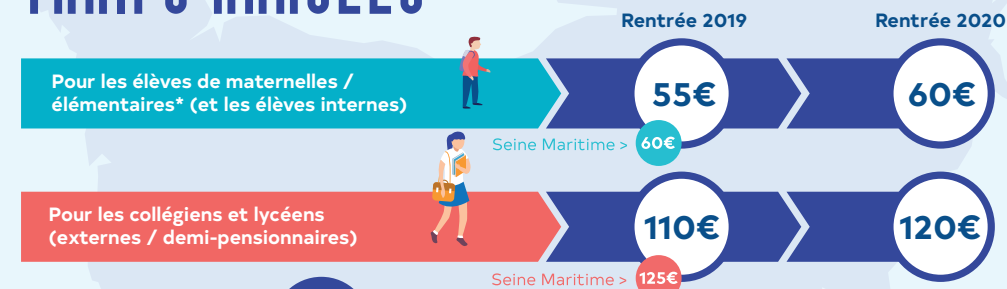 Rentrée 2019
Rentrée 2020
Pour les élèves de maternelles /
élémentaires* (et les élèves internes)
55€
60€
Seine Maritime > 60€
Pour les collégiens et lycéens
(externes / demi-pensionnaires)
110€
120€
Seine Maritime > 125€